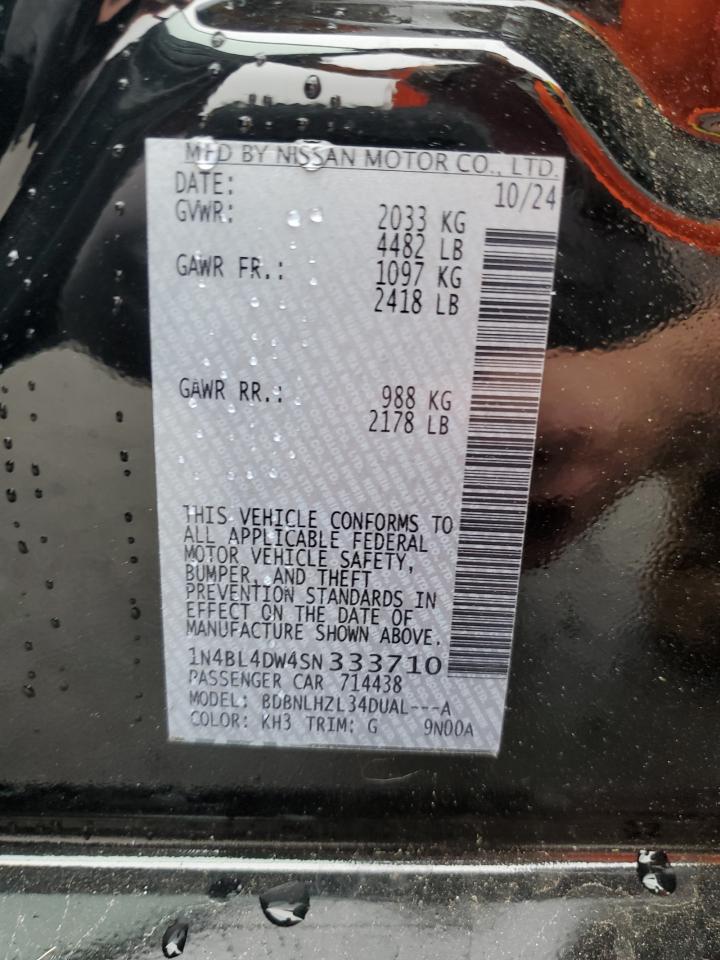 MFD BY NISSAN MOTOR CO., LTD.
DATE: 10/24
GVWR: 2033 KG
4482 LB
GAWR FR.: 1097 KG
2418 LB
GAWR RR.: 988 KG
2178 LB
THIS VEHICLE CONFORMS TO
ALL APPLICABLE FEDERAL
MOTOR VEHICLE SAFETY,
BUMPER, AND THEFT
PREVENTION STANDARDS IN
EFFECT ON THE DATE OF
MANUFACTURE SHOWN ABOVE.
1N4BL4DW4SN333710
PASSENGER CAR 714438
MODEL: BDBNLHZL34DUAL---A
COLOR: KH3 TRIM: G 9N00A